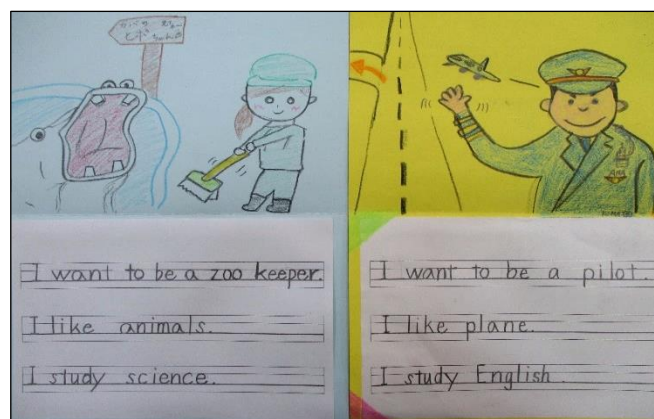 I want to be a zoo keeper.
I like animals.
I study science.
I want to be a pilot.
I like plane.
I study English.